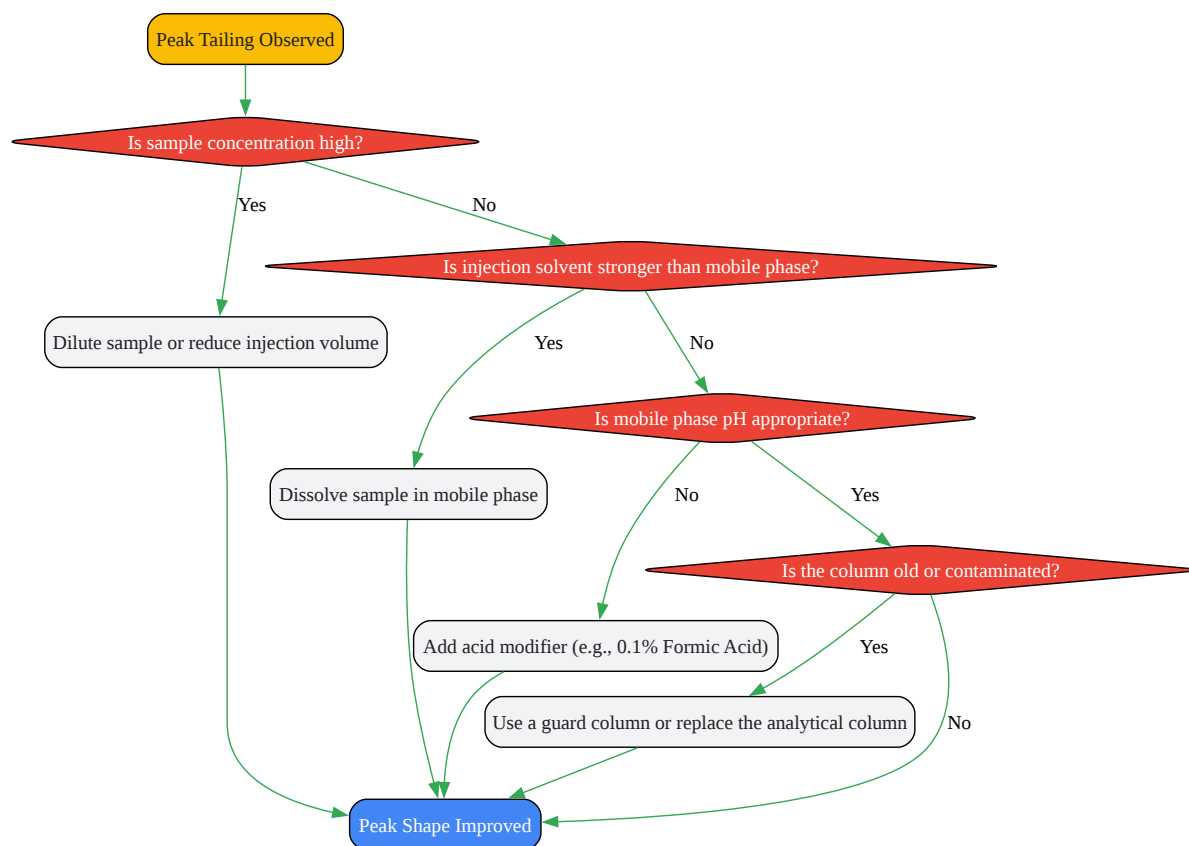 Peak Tailing Observed
Is sample concentration high?
Yes
No
Is injection solvent stronger than mobile phase?
Dilute sample or reduce injection volume
Yes
No
Is mobile phase pH appropriate?
Dissolve sample in mobile phase
No
Yes
Is the column old or contaminated?
Add acid modifier (e.g., 0.1% Formic Acid)
Yes
Use a guard column or replace the analytical column
No
Peak Shape Improved